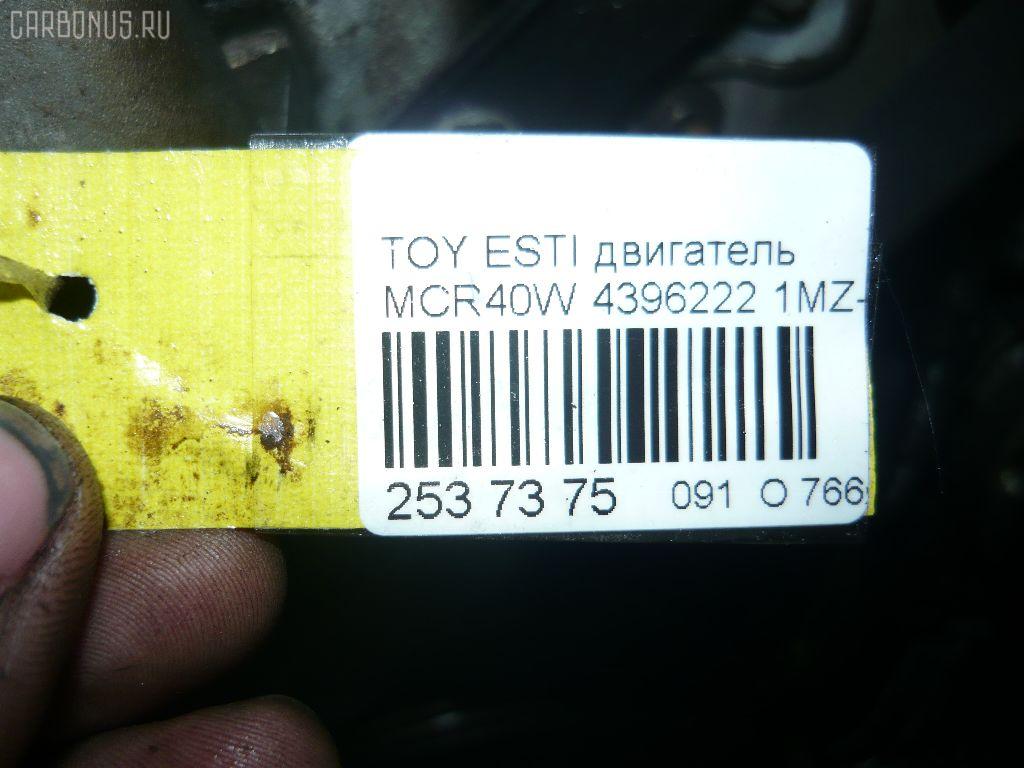 CARBONUS.RU
TOY ESTI двигатель
MCR40W 4396222 1MZ-
253 73 75 091 O 766